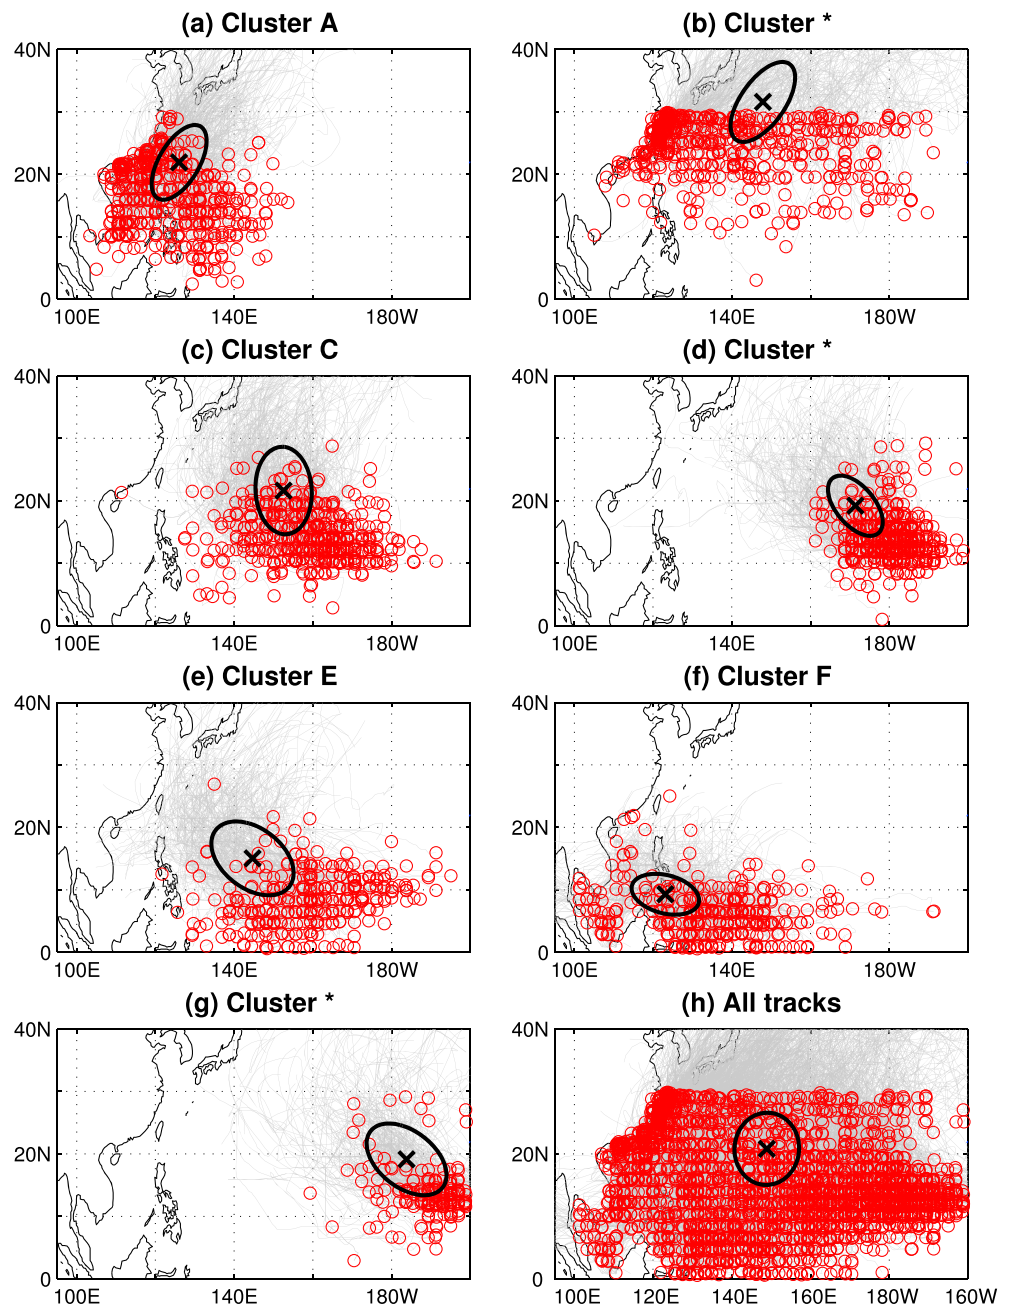 (a) Cluster A
(b) Cluster *
40N
20N
0
100E 140E 180W
40N
20N
0
100E 120E 140E 160E 180W
(c) Cluster C
(d) Cluster *
40N
20N
0
100E 140E 180W
40N
20N
0
100E 140E 180W
(e) Cluster E
(f) Cluster F
40N
20N
0
100E 140E 180W
40N
20N
0
100E 120E 140E 180W
(g) Cluster *
(h) All tracks
40N
20N
0
100E 140E 180W
40N
20N
0
100E 120E 140E 160E 180W 160W